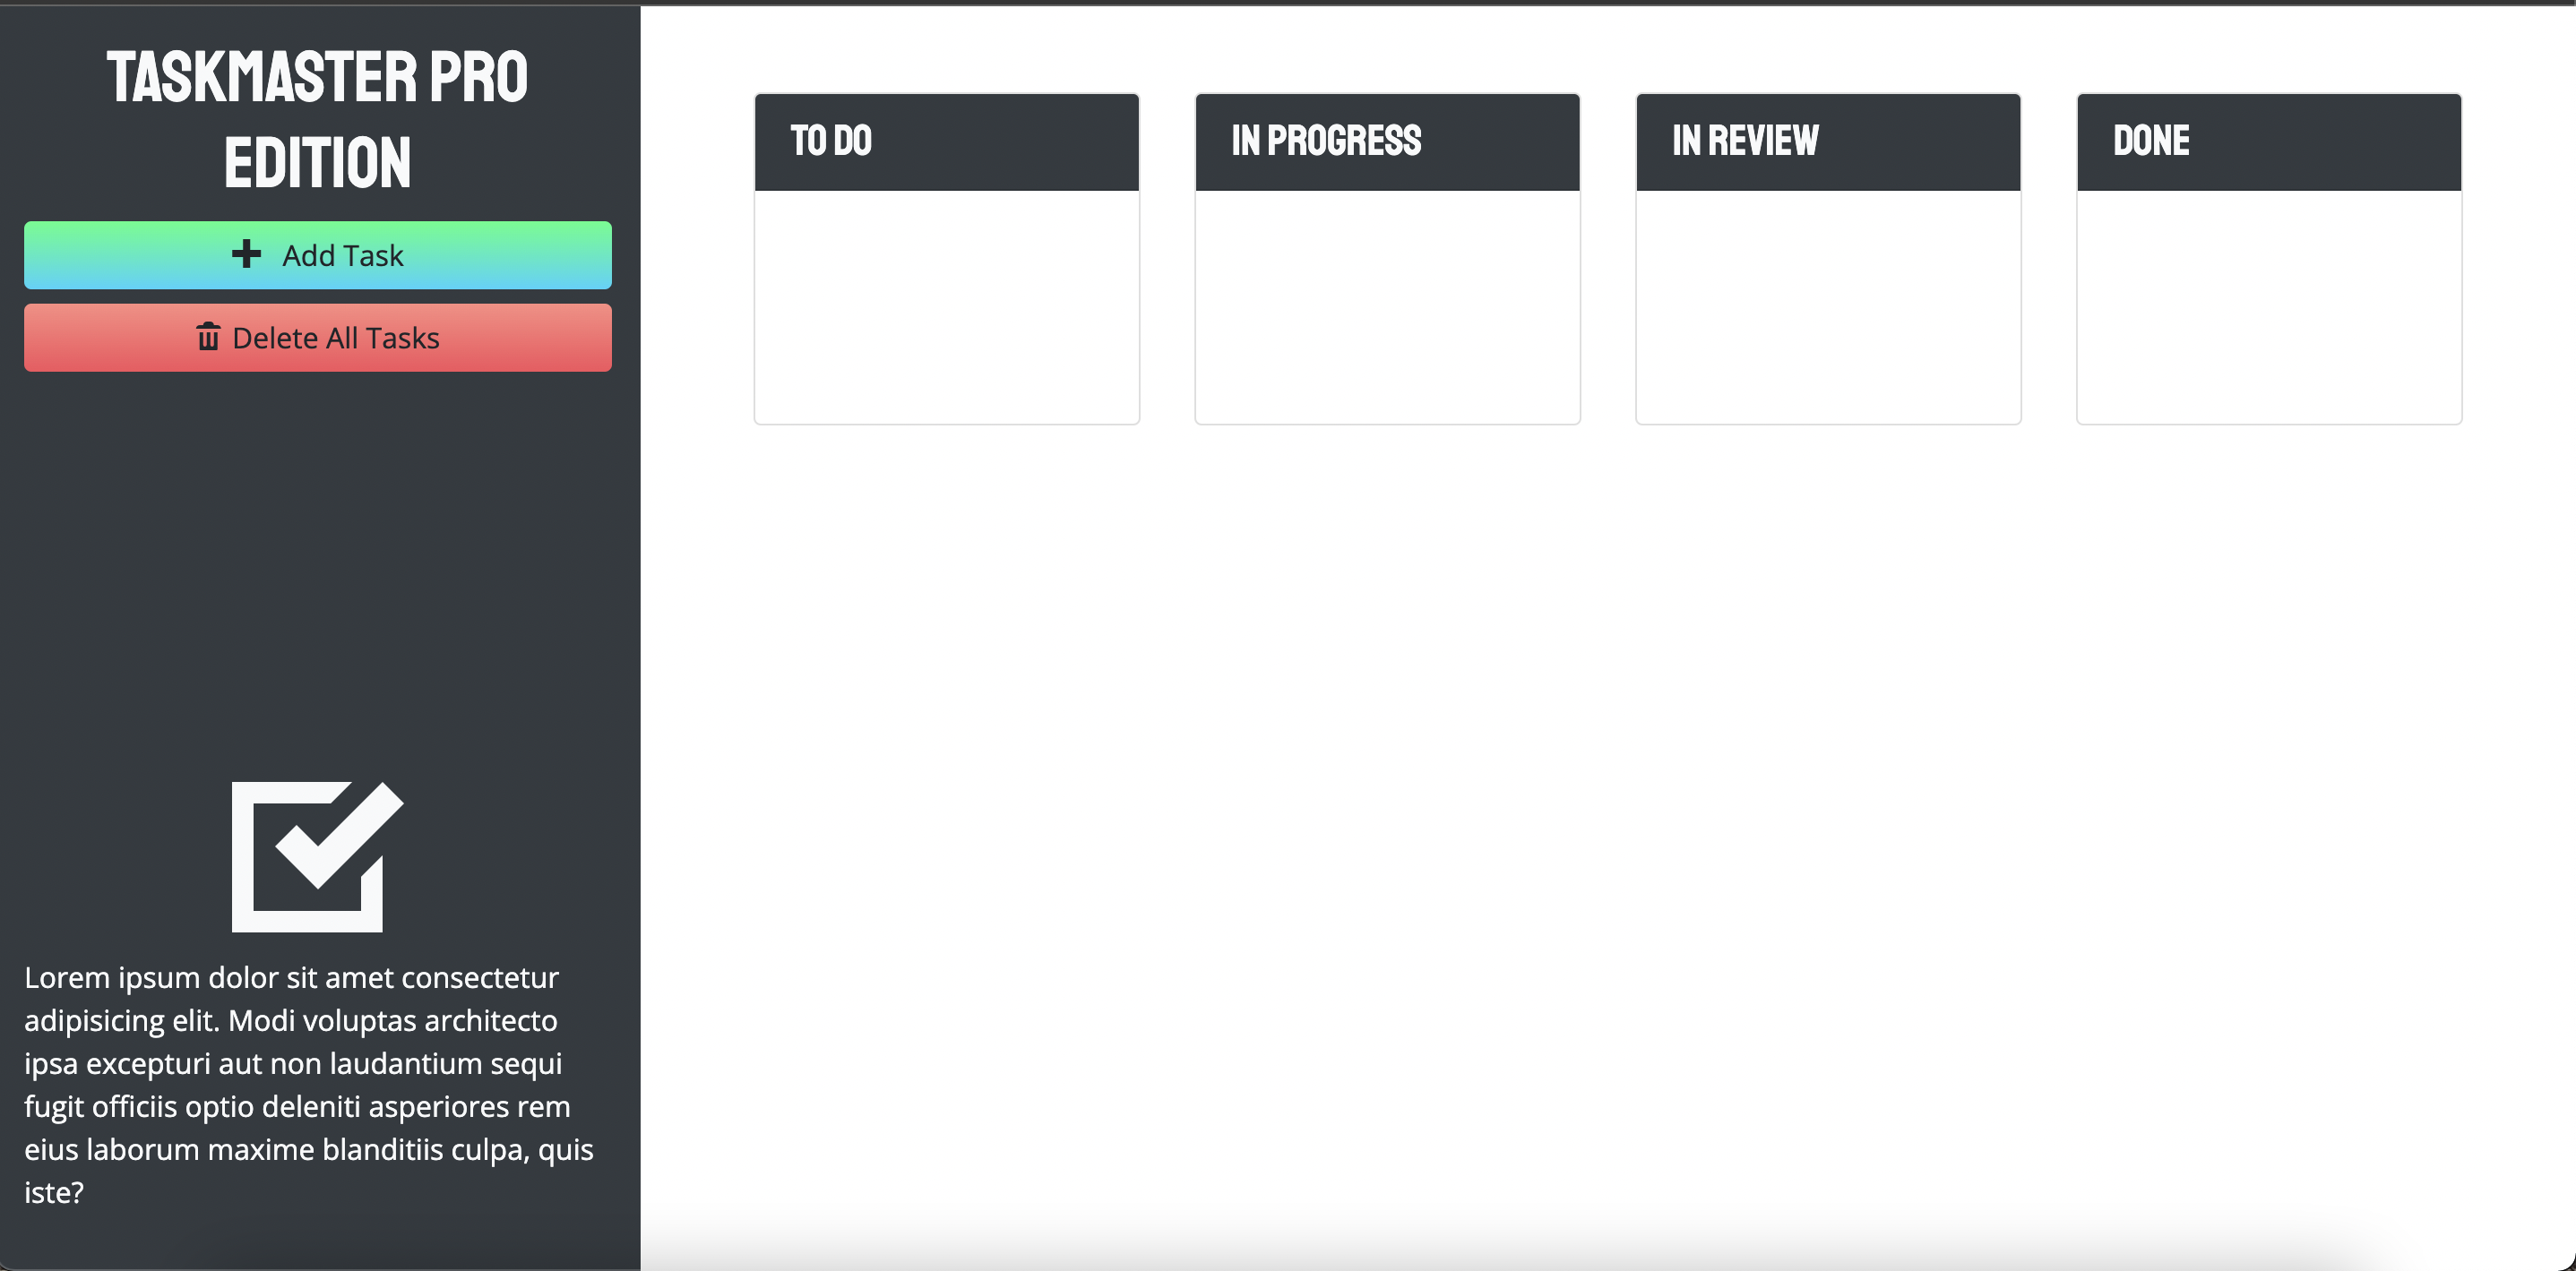 TASKMASTER PRO
EDITION
Add Task
Delete All Tasks
Lorem ipsum dolor sit amet consectetur
adipisicing elit. Modi voluptas architecto
ipsa excepturi aut non laudantium sequi
fugit officiis optio deleniti asperiores rem
eius laborum maxime blanditiis culpa, quis
iste?
TO DO
IN PROGRESS
IN REVIEW
DONE